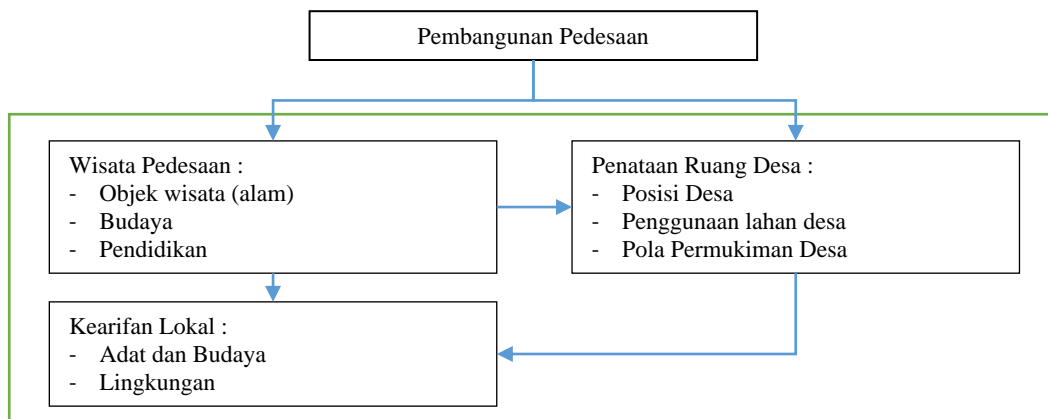 Pembangunan Pedesaan
Wisata Pedesaan :
- Objek wisata (alam)
- Budaya
- Pendidikan
Penataan Ruang Desa :
- Posisi Desa
- Penggunaan lahan desa
- Pola Permukiman Desa
Kearifan Lokal :
- Adat dan Budaya
- Lingkungan